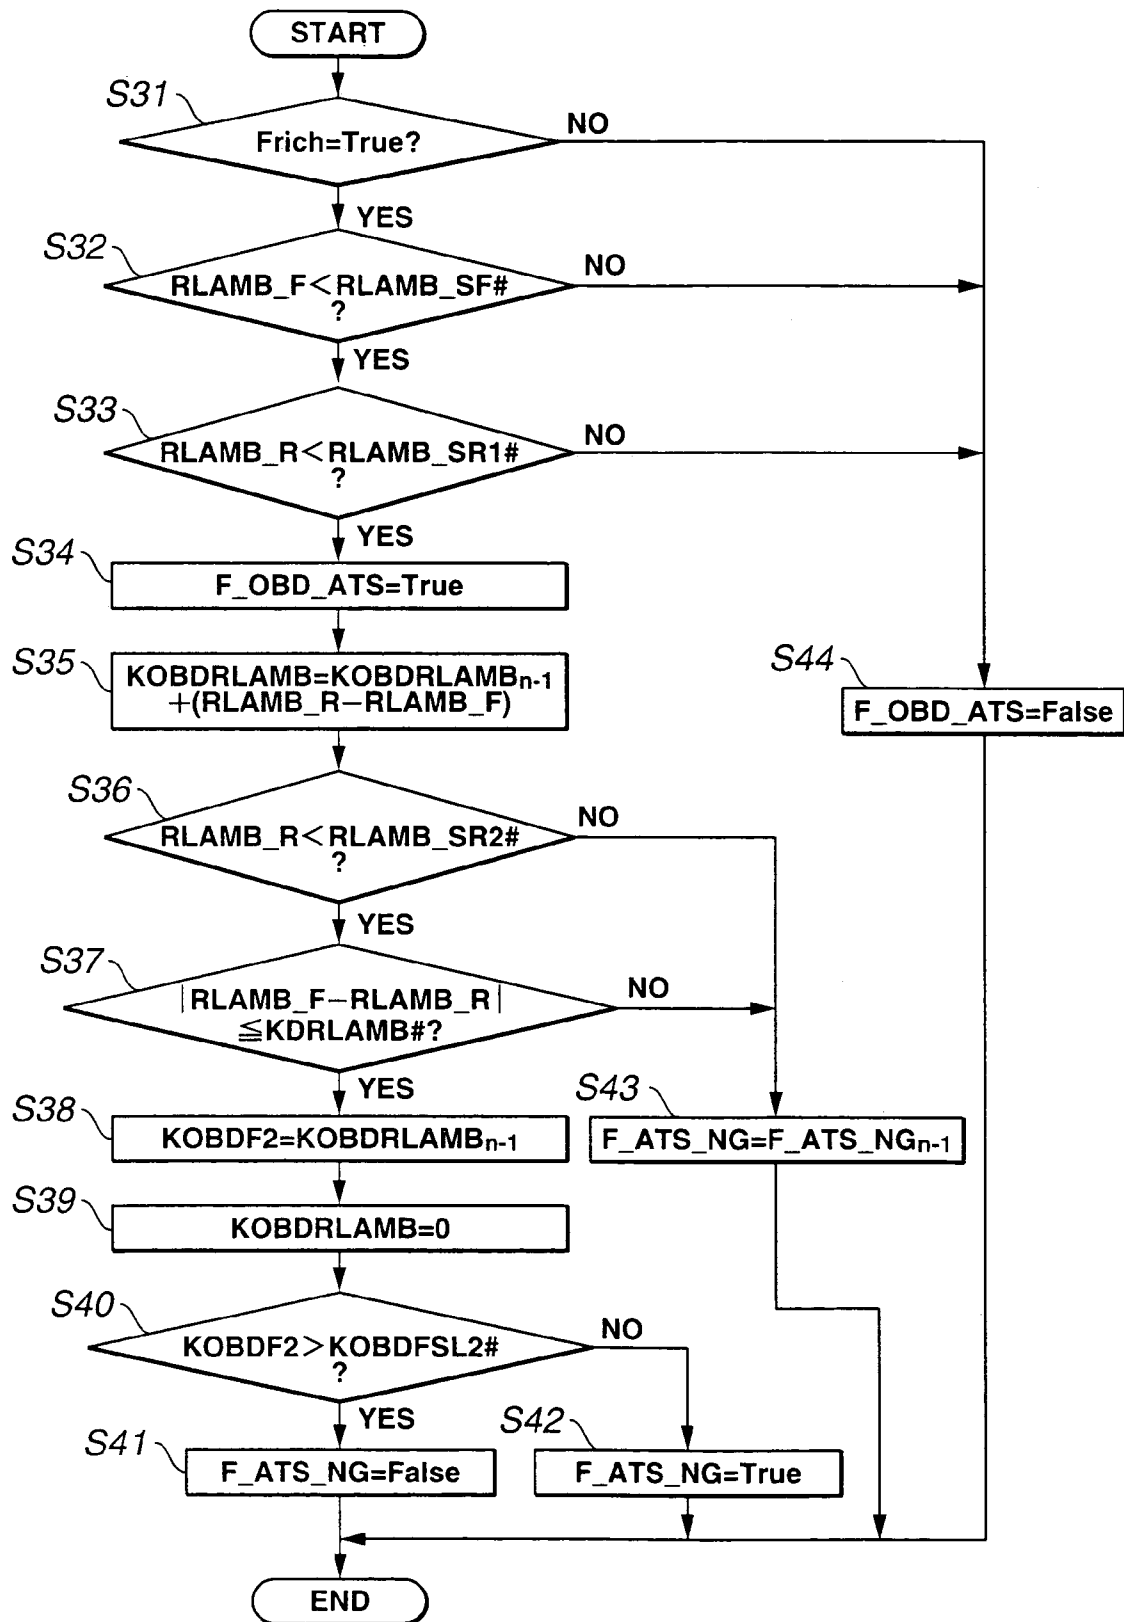 START
S31
Frich=True?
NO
YES
S32
RLAMB_F<RLAMB_SF#
?
NO
YES
S33
RLAMB_R<RLAMB_SR1#
?
NO
YES
S34
F_OBD_ATS=True
S35
KOBDRLAMB=KOBDRLAMBn-1
+(RLAMB_R−RLAMB_F)
S44
F_OBD_ATS=False
S36
RLAMB_R<RLAMB_SR2#
?
NO
YES
S37
|RLAMB_F−RLAMB_R|
≦KDRLAMB#?
NO
YES
S38
KOBDF2=KOBDRLAMBn-1
S43
F_ATS_NG=F_ATS_NGn-1
S39
KOBDRLAMB=0
S40
KOBDF2>KOBDFSL2#
?
NO
YES
S41
F_ATS_NG=False
S42
F_ATS_NG=True
END